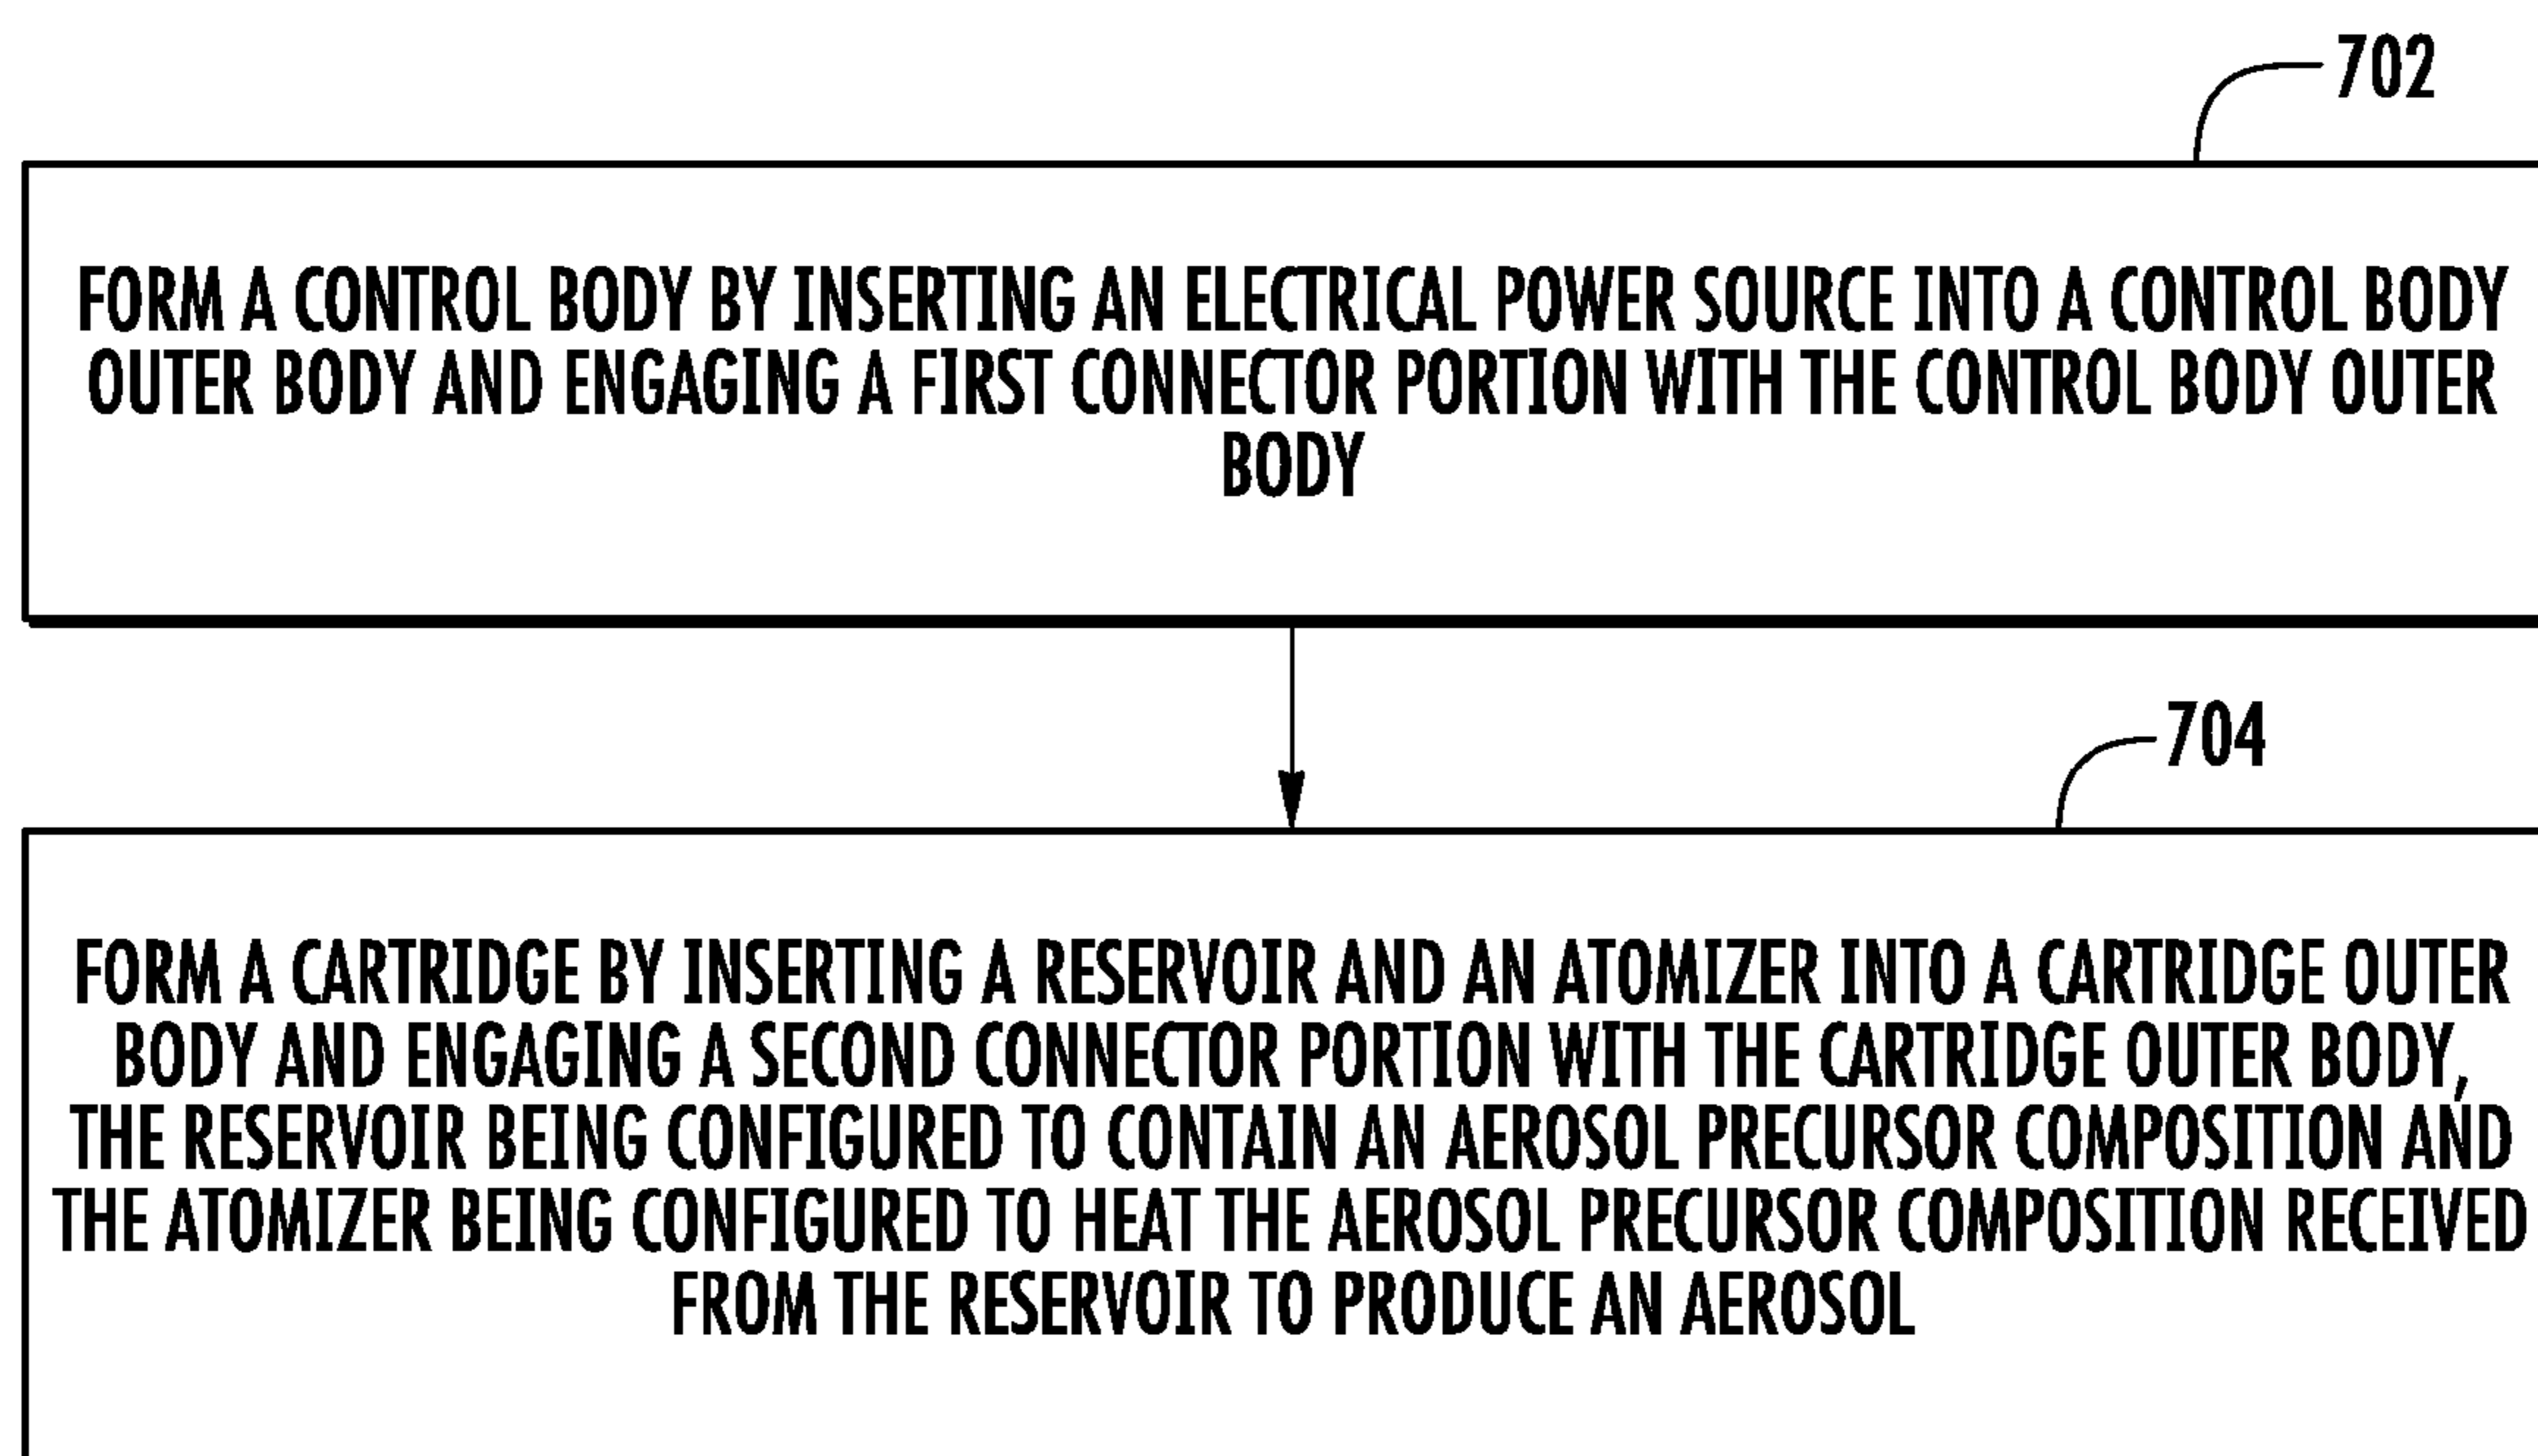 702
FORM A CONTROL BODY BY INSERTING AN ELECTRICAL POWER SOURCE INTO A CONTROL BODY
OUTER BODY AND ENGAGING A FIRST CONNECTOR PORTION WITH THE CONTROL BODY OUTER
BODY
704
FORM A CARTRIDGE BY INSERTING A RESERVOIR AND AN ATOMIZER INTO A CARTRIDGE OUTER
BODY AND ENGAGING A SECOND CONNECTOR PORTION WITH THE CARTRIDGE OUTER BODY,
THE RESERVOIR BEING CONFIGURED TO CONTAIN AN AEROSOL PRECURSOR COMPOSITION AND
THE ATOMIZER BEING CONFIGURED TO HEAT THE AEROSOL PRECURSOR COMPOSITION RECEIVED
FROM THE RESERVOIR TO PRODUCE AN AEROSOL